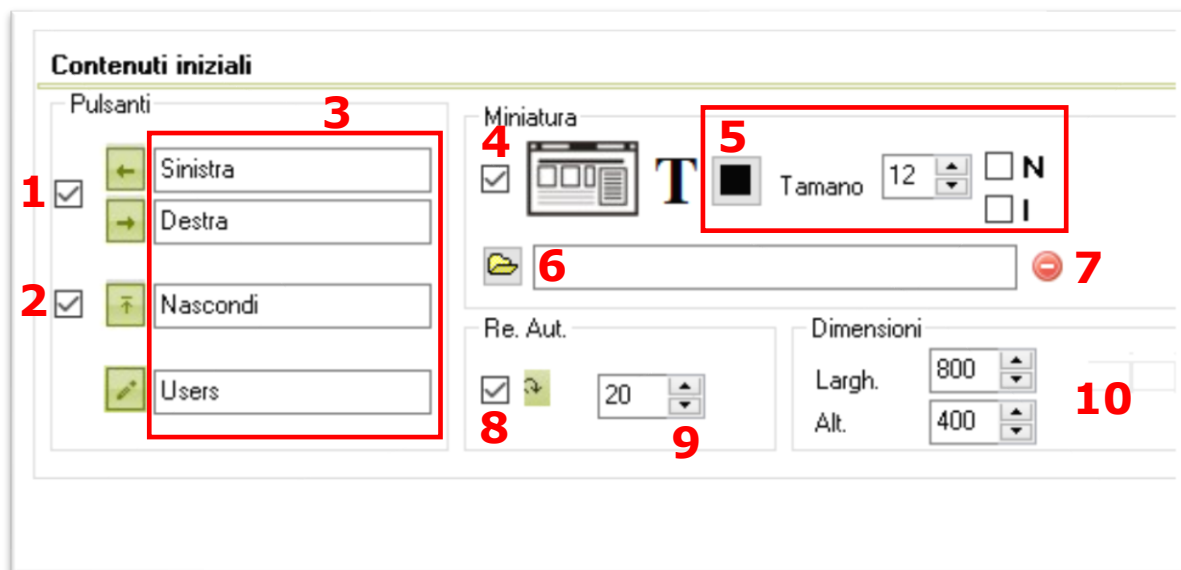 Contenuti iniziali
Pulsanti
3
Miniatura
4
5
1
Sinistra
T
Tamano
12
N
Destra
I
6
7
2
Nascondi
Re. Aut.
Dimensioni
Largh.
800
Users
20
10
8
9
Alt.
400